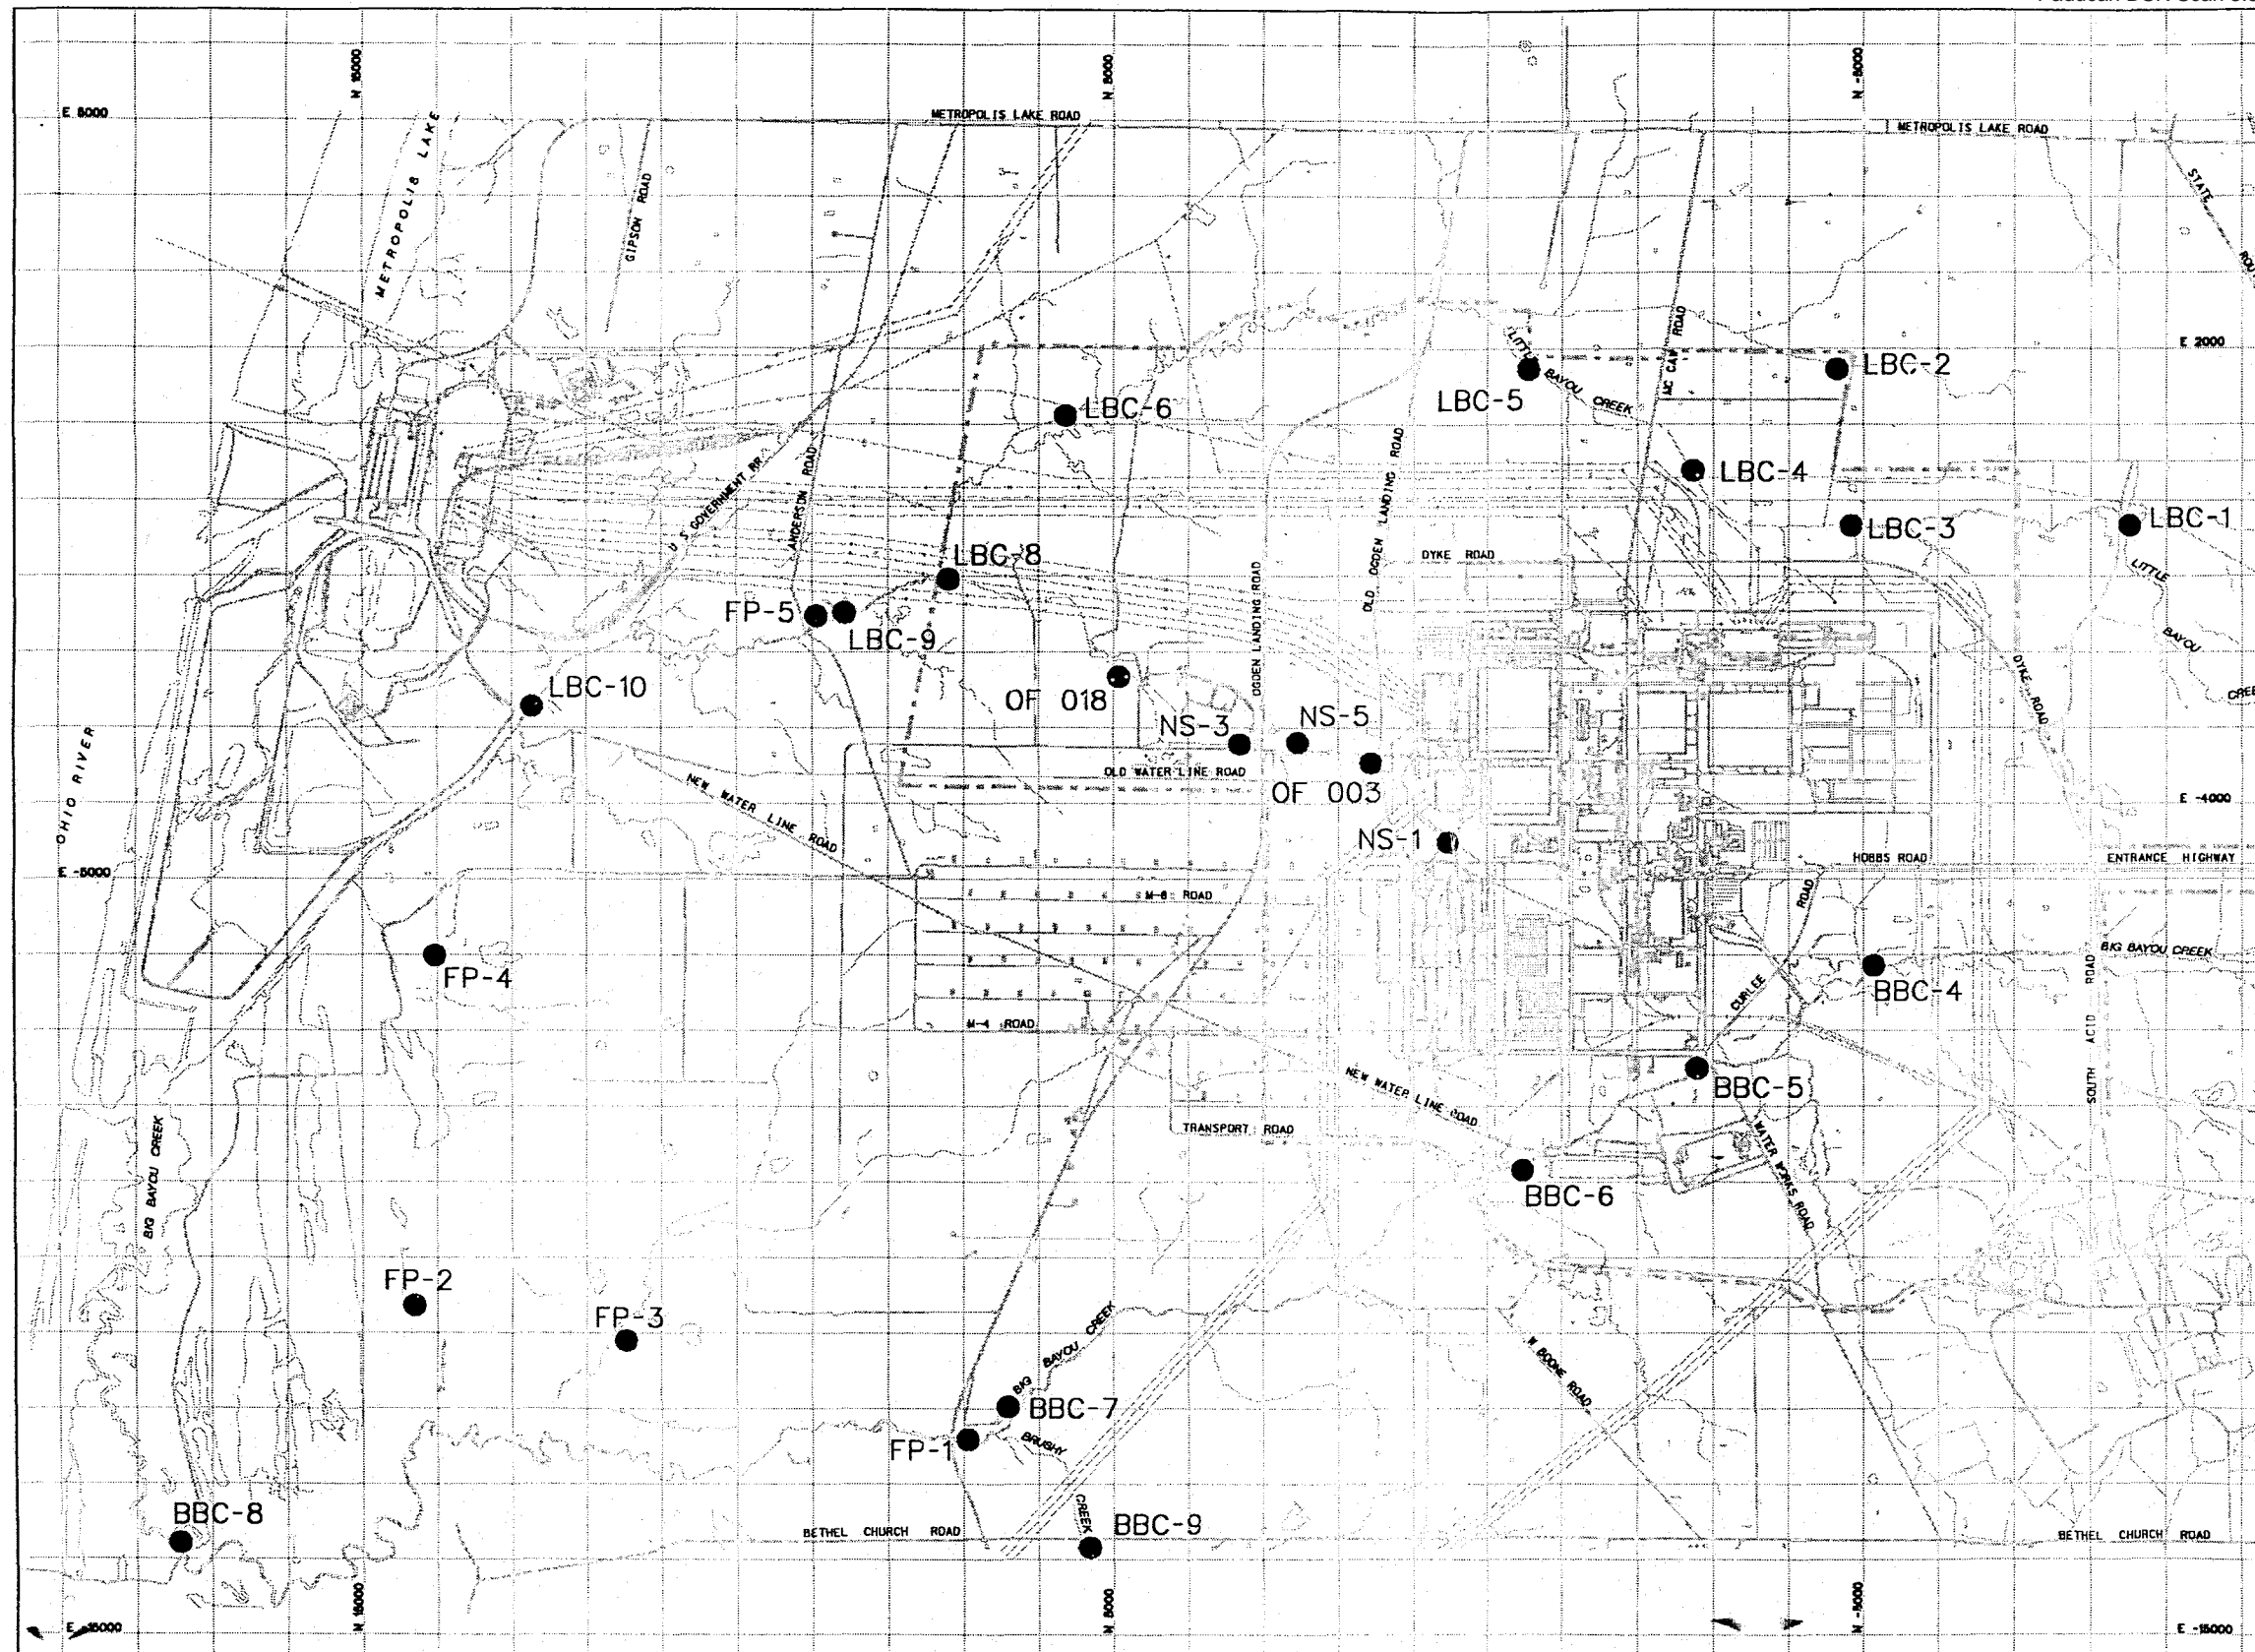 N 15000
N 5000
N -5000
E 5000
METROPOLIS LAKE ROAD
METROPOLIS LAKE ROAD
METROPOLIS LAKE
GIPSON ROAD
STATE
E 2000
LITTLE
BAYOU
CREEK
MC CAW ROAD
LBC-2
LBC-5
LBC-6
LBC-4
LBC-1
LBC-3
OLD OGDEN LANDING ROAD
U S GOVERNMENT RR
ANDERSON ROAD
DYKE ROAD
LBC-8
OGDEN LANDING ROAD
LITTLE
BAYOU
FP-5
LBC-9
DYKE ROAD
LBC-10
OF 018
NS-3
NS-5
OHIO RIVER
OLD WATER LINE ROAD
NEW WATER LINE ROAD
OF 003
E -4000
NS-1
HOBBS ROAD
ENTRANCE HIGHWAY
E -5000
M-8 ROAD
ROAD
CURLEE
BIG BAYOU CREEK
FP-4
BBC-4
M-4 ROAD
SOUTH ACID ROAD
NEW WATER LINE ROAD
BBC-5
TRANSPORT ROAD
WATER WORKS ROAD
BIG BAYOU CREEK
BBC-6
FP-2
FP-3
BIG BAYOU CREEK
W BOONE ROAD
BBC-7
FP-1
BRUSHY
CREEK
BBC-8
BETHEL CHURCH ROAD
BBC-9
BETHEL CHURCH ROAD
N 15000
N 5000
N -5000
E -15000
E -15000